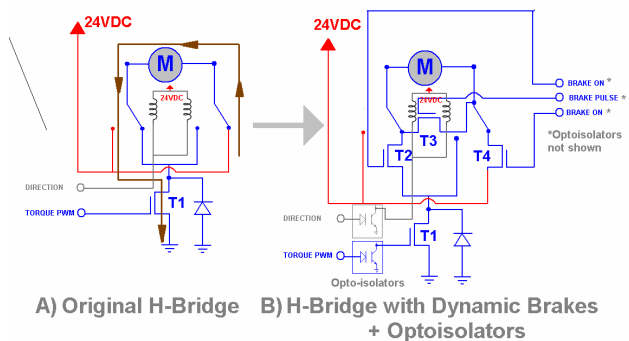 24VDC
M
24VDC
DIRECTION
TORQUE PWM
T1
A) Original H-Bridge
24VDC
M
24VDC
T3
T2
T4
BRAKE ON *
BRAKE PULSE *
BRAKE ON *
*Optoisolators
not shown
DIRECTION
TORQUE PWM
T1
Opto-isolators
B) H-Bridge with Dynamic Brakes
+ Optoisolators